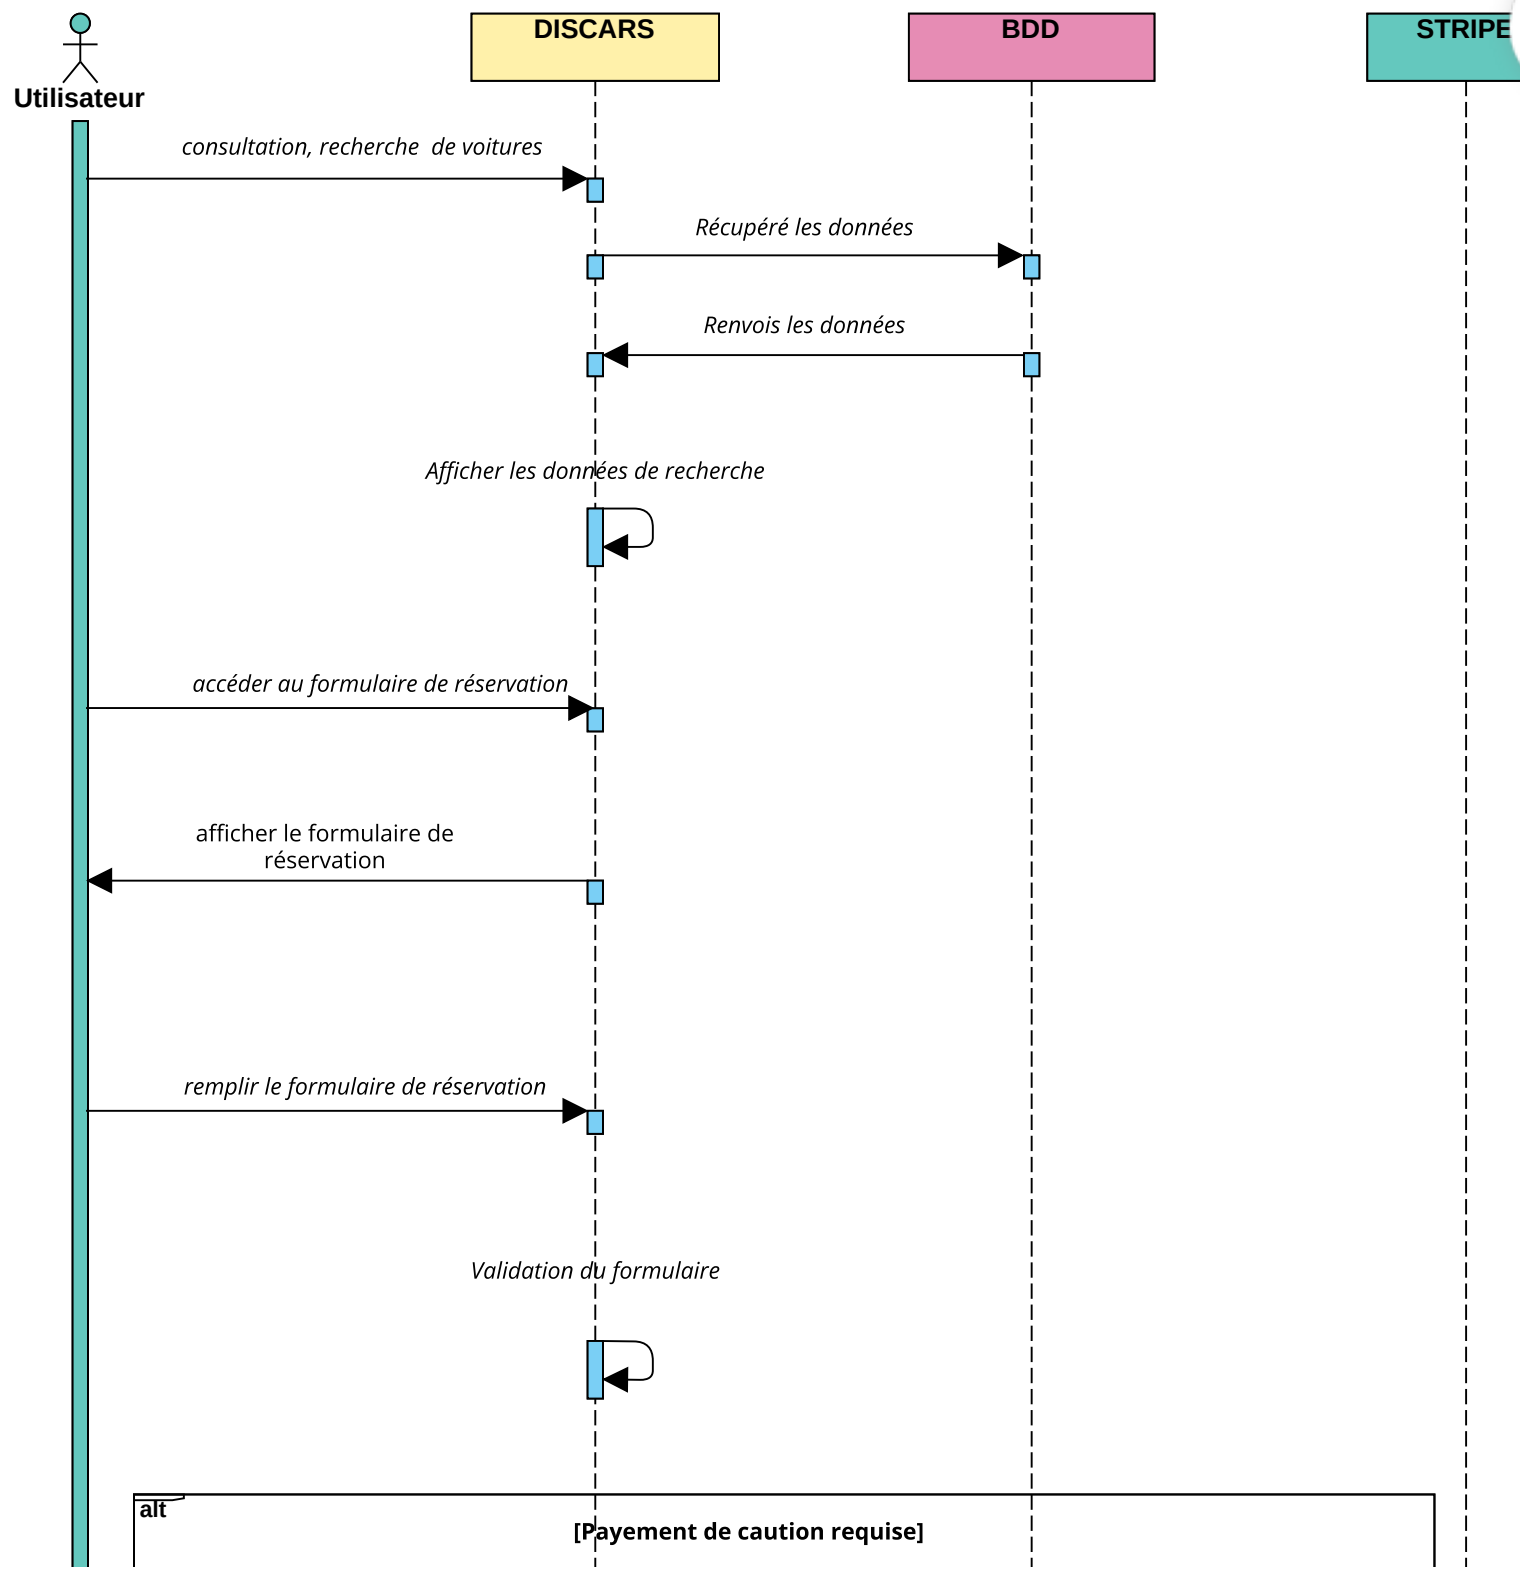 Utilisateur
DISCARS
BDD
STRIPE
consultation, recherche  de voitures
Récupéré les données
Renvois les données
Afficher les données de recherche
accéder au formulaire de réservation
afficher le formulaire de
réservation
remplir le formulaire de réservation
Validation du formulaire
alt
[Payement de caution requise]